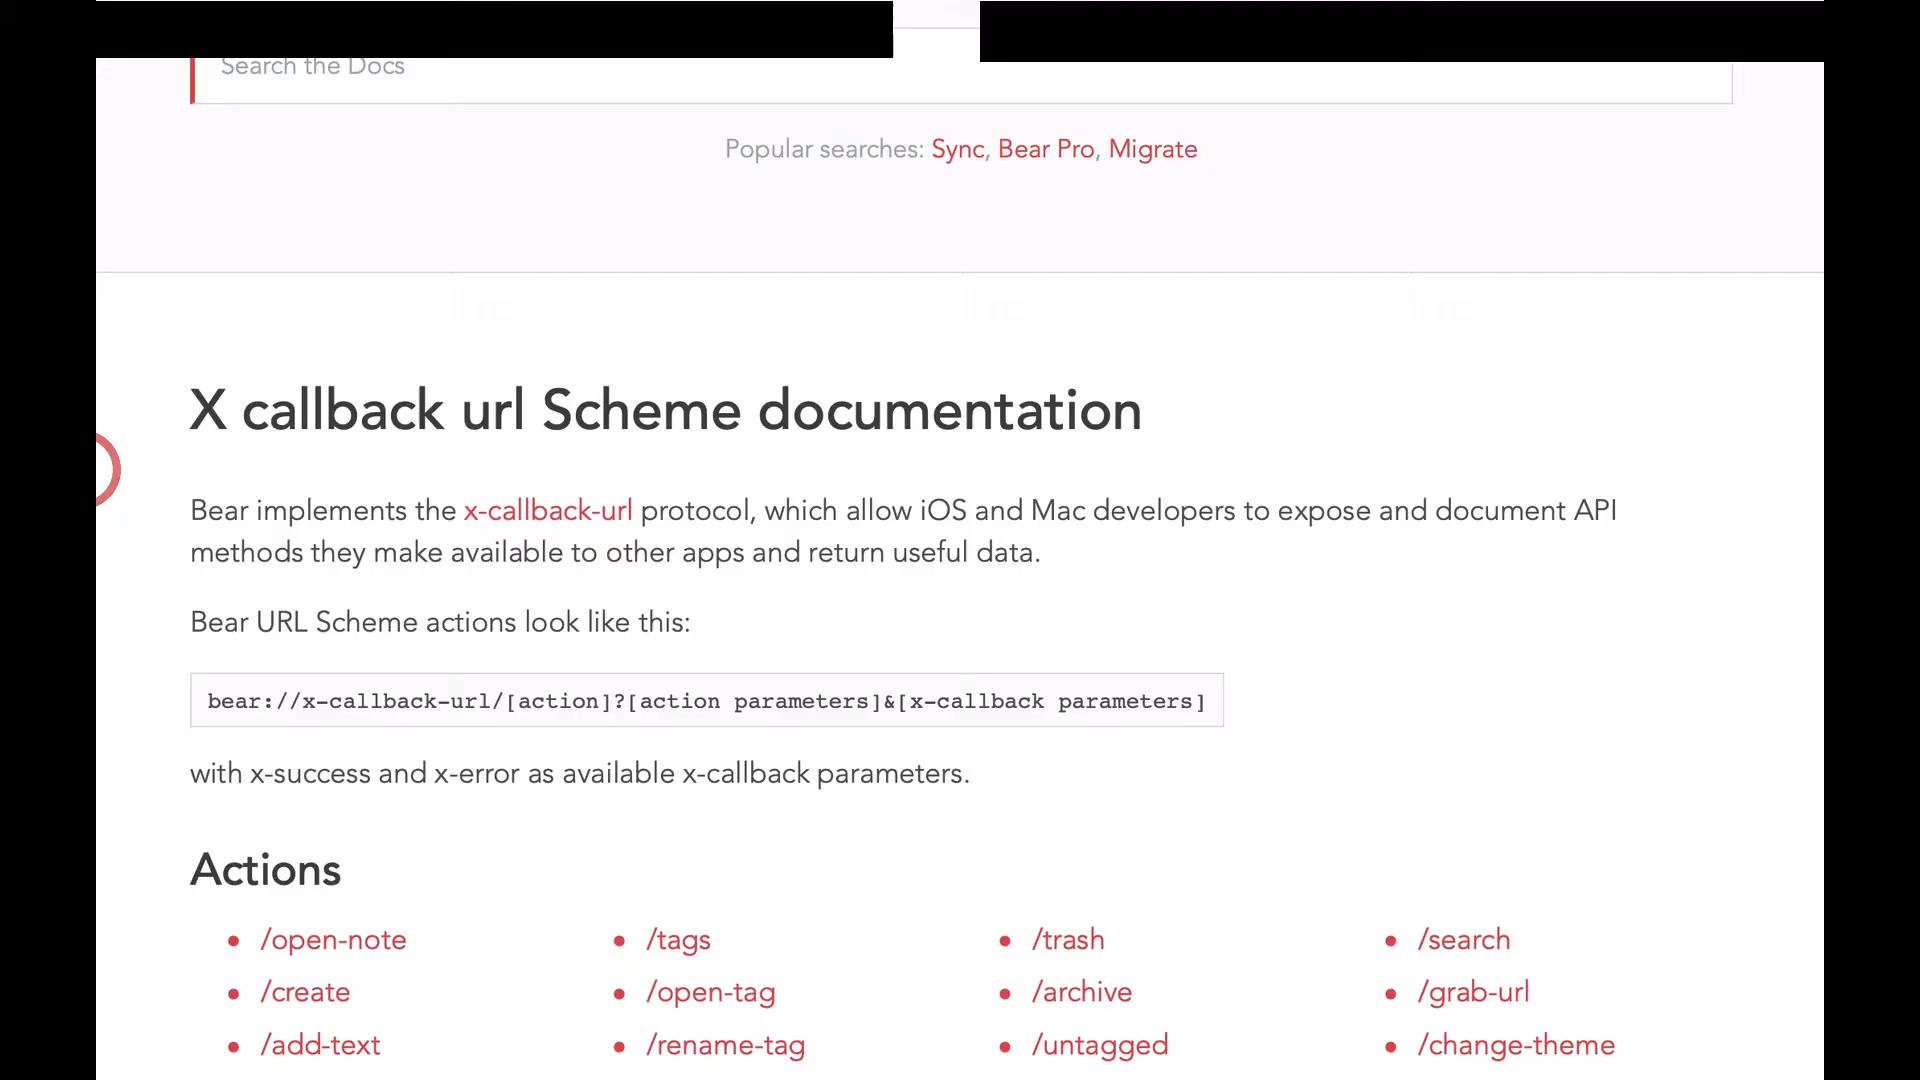 Search the Docs
Popular searches: Sync, Bear Pro, Migrate
X callback url Scheme documentation
Bear implements the x-callback-url protocol, which allow iOS and Mac developers to expose and document API
methods they make available to other apps and return useful data.
Bear URL Scheme actions look like this:
bear://x-callback-url/[action]?[action parameters]&[x-callback parameters]
with x-success and x-error as available x-callback parameters.
Actions
• /open-note • /tags • /trash • /search
• /create • /open-tag • /archive • /grab-url
• /add-text • /rename-tag • /untagged • /change-theme